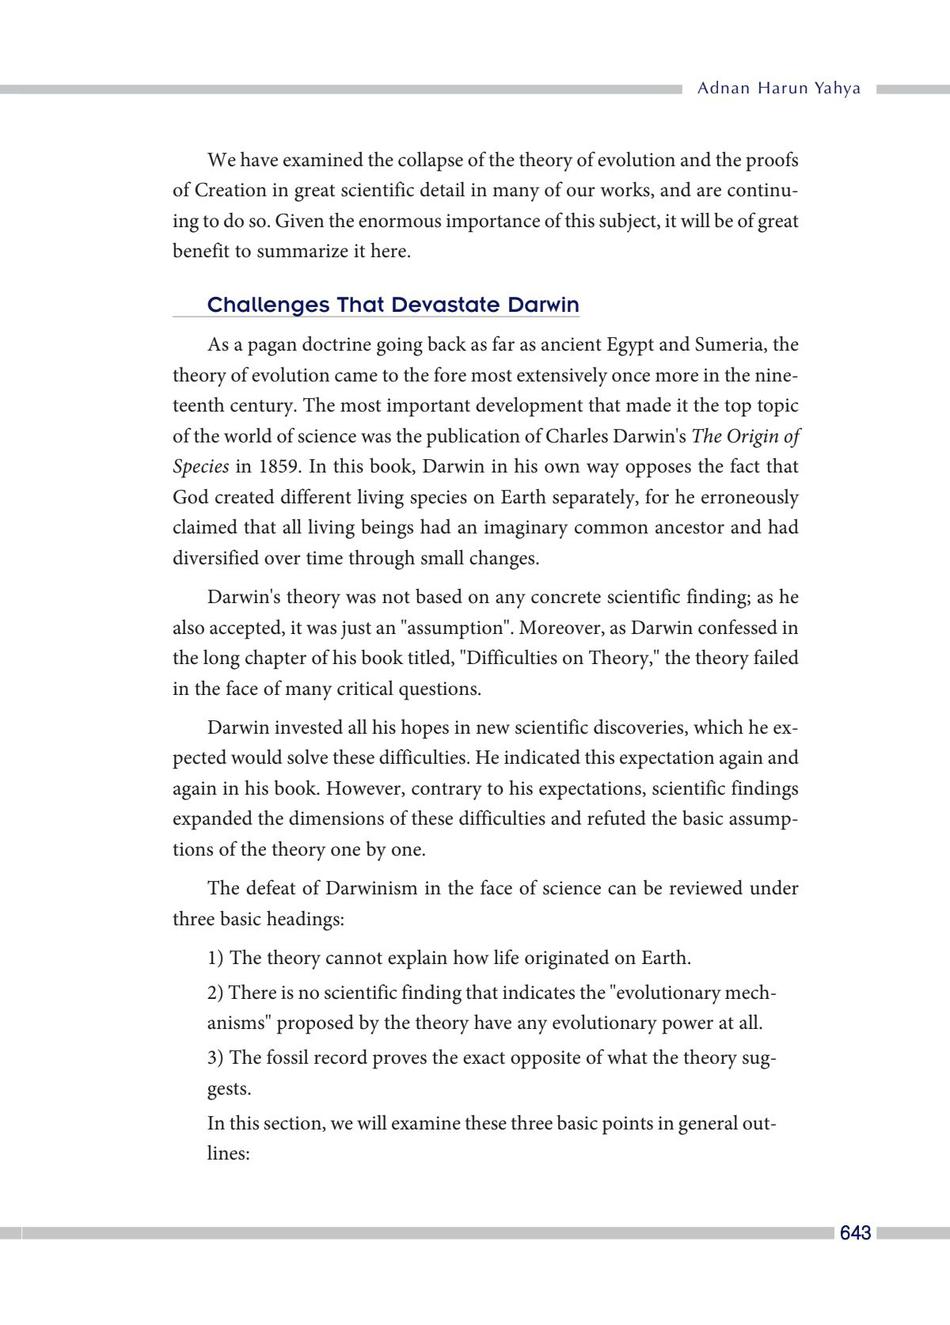 Adnan Harun Yahya
We have examined the collapse of the theory of evolution and the proofs
of Creation in great scientific detail in many of our works, and are continu-
ing to do so. Given the enormous importance of this subject, it will be of great
benefit to summarize it here.
Challenges That Devastate Darwin
As a pagan doctrine going back as far as ancient Egypt and Sumeria, the
theory of evolution came to the fore most extensively once more in the nine-
teenth century. The most important development that made it the top topic
of the world of science was the publication of Charles Darwin's The Origin of
Species in 1859. In this book, Darwin in his own way opposes the fact that
God created different living species on Earth separately, for he erroneously
claimed that all living beings had an imaginary common ancestor and had
diversified over time through small changes.
Darwin's theory was not based on any concrete scientific finding; as he
also accepted, it was just an "assumption". Moreover, as Darwin confessed in
the long chapter of his book titled, "Difficulties on Theory," the theory failed
in the face of many critical questions.
Darwin invested all his hopes in new scientific discoveries, which he ex-
pected would solve these difficulties. He indicated this expectation again and
again in his book. However, contrary to his expectations, scientific findings
expanded the dimensions of these difficulties and refuted the basic assump-
tions of the theory one by one.
The defeat of Darwinism in the face of science can be reviewed under
three basic headings:
1) The theory cannot explain how life originated on Earth.
2) There is no scientific finding that indicates the "evolutionary mech-
anisms" proposed by the theory have any evolutionary power at all.
3) The fossil record proves the exact opposite of what the theory sug-
gests.
In this section, we will examine these three basic points in general out-
lines:
643